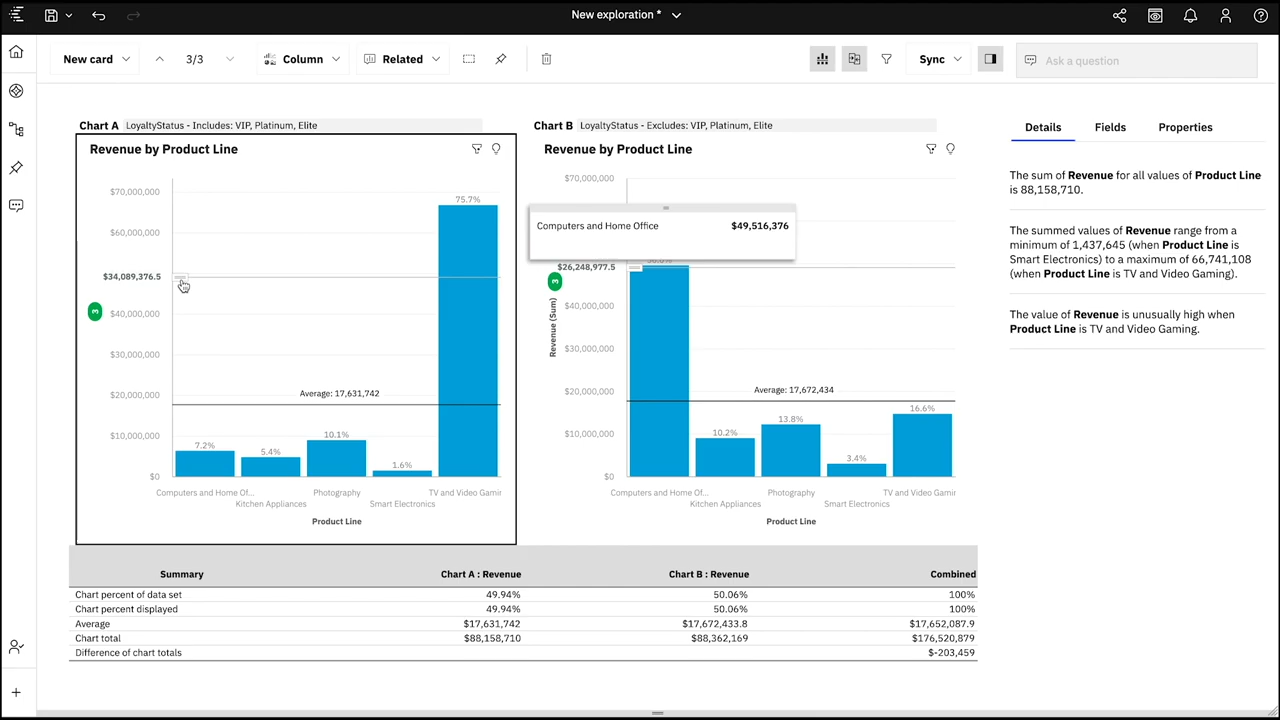 New exploration *
New card
3/3
Column
Related
Sync
Ask a question
Chart A LoyaltyStatus - Includes: VIP, Platinum, Elite
Revenue by Product Line
$70,000,000
75.7%
$60,000,000
$34,089,376.5
3
$40,000,000
$30,000,000
$20,000,000
Average: 17,631,742
$10,000,000
7.2%
5.4%
10.1%
1.6%
$0
Computers and Home Of...
Kitchen Appliances
Photography
Smart Electronics
TV and Video Gamin
Product Line
Chart B LoyaltyStatus - Excludes: VIP, Platinum, Elite
Revenue by Product Line
$70,000,000
Computers and Home Office $49,516,376
$26,248,977.5
3
Revenue (Sum)
$40,000,000
$30,000,000
$20,000,000
Average: 17,672,434
$10,000,000
10.2%
13.8%
3.4%
16.6%
$0
Computers and Home Of...
Kitchen Appliances
Photography
Smart Electronics
TV and Video Gamin
Product Line
Details Fields Properties
The sum of Revenue for all values of Product Line
is 88,158,710.
The summed values of Revenue range from a
minimum of 1,437,645 (when Product Line is
Smart Electronics) to a maximum of 66,741,108
(when Product Line is TV and Video Gaming).
The value of Revenue is unusually high when
Product Line is TV and Video Gaming.
Summary Chart A : Revenue Chart B : Revenue Combined
Chart percent of data set 49.94% 50.06% 100%
Chart percent displayed 49.94% 50.06% 100%
Average $17,631,742 $17,672,433.8 $17,652,087.9
Chart total $88,158,710 $88,362,169 $176,520,879
Difference of chart totals $-203,459